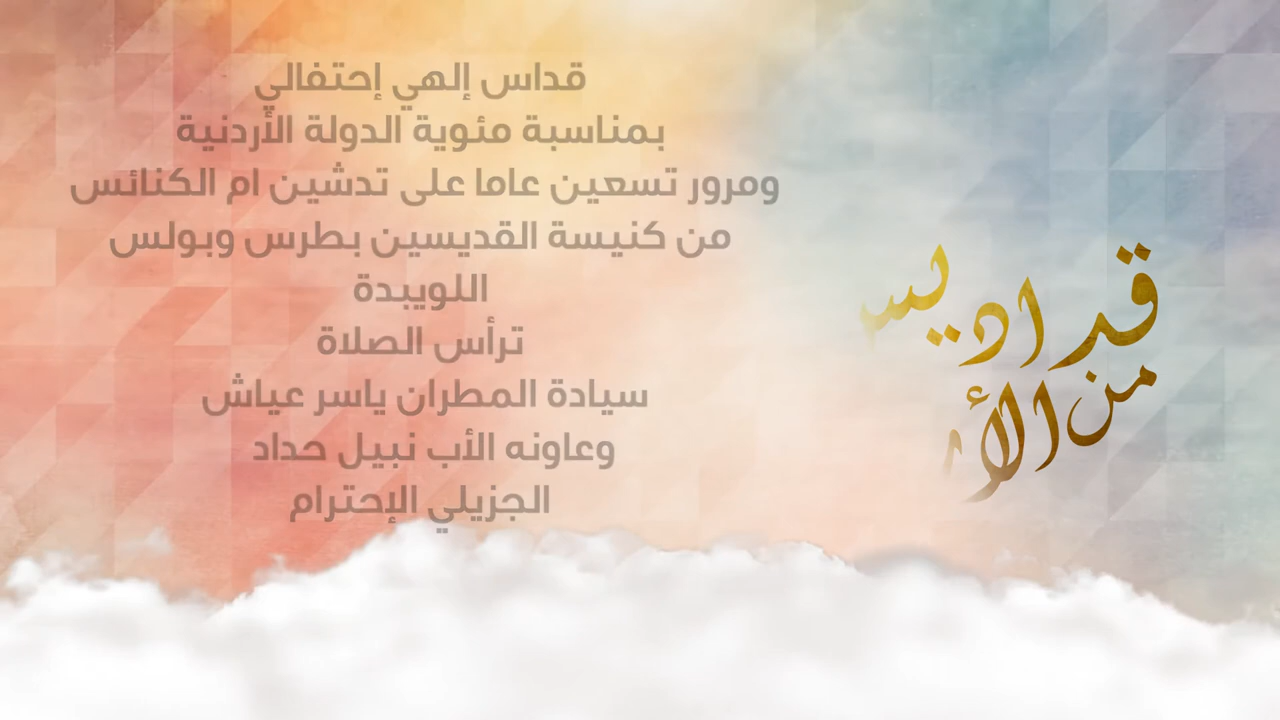 قداس إلهي إحتفالي
بمناسبة مئوية الدولة الأردنية
ومرور تسعين عاما على تدشين ام الكنائس
من كنيسة القديسين بطرس وبولس
اللويبدة
ترأس الصلاة
سيادة المطران ياسر عياش
وعاونه الأب نبيل حداد
الجزيلي الإحترام
من